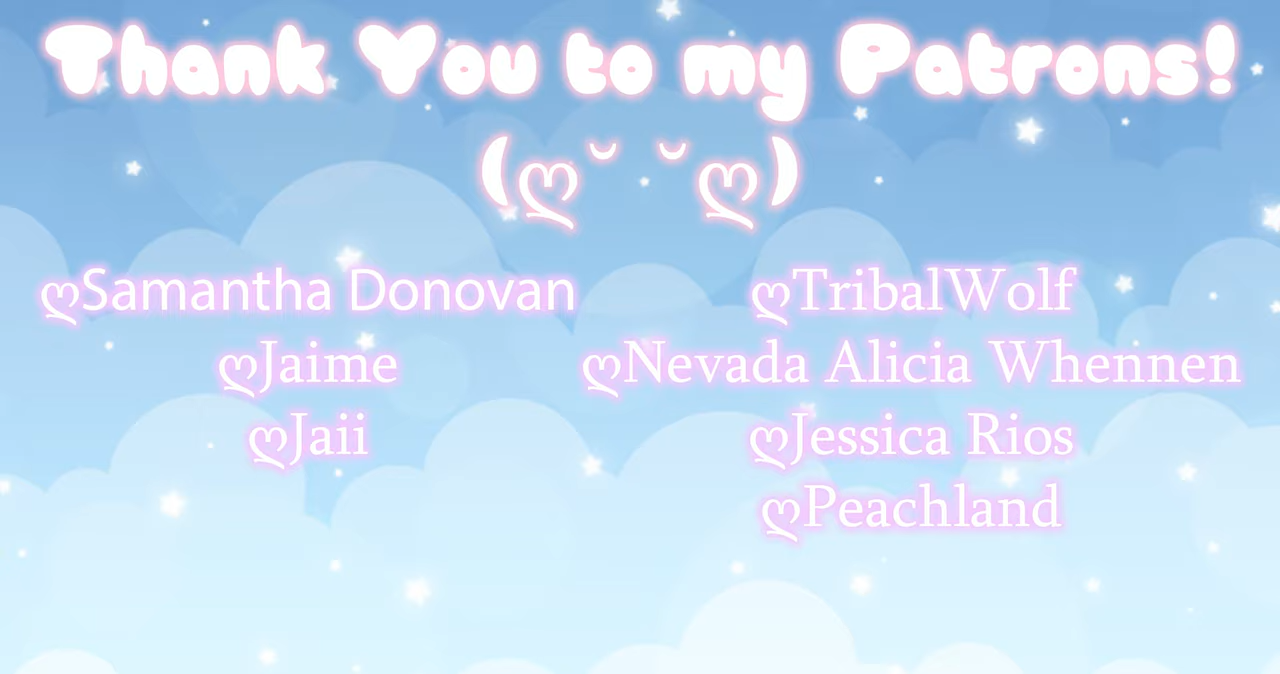 Thank You to my Patrons!
(ღ˘ ˘ღ)
ღSamantha Donovan
ღJaime
ღJaii
ღTribalWolf
ღNevada Alicia Whennen
ღJessica Rios
ღPeachland